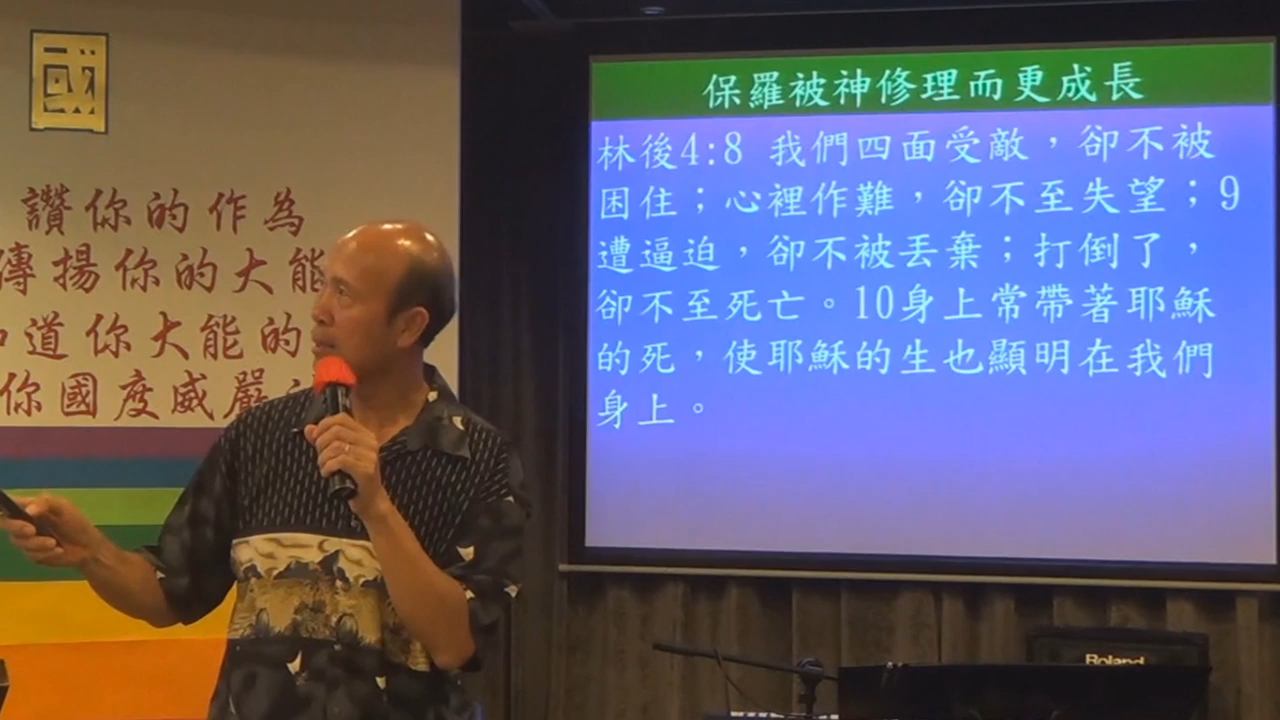 國
讚你的作為
傳揚你的大能
道你大能的
你國度威嚴
保羅被神修理而更成長
林後4:8 我們四面受敵，卻不被
困住；心裡作難，卻不至失望；9
遭逼迫，卻不被丟棄；打倒了，
卻不至死亡。10身上常帶著耶穌
的死，使耶穌的生也顯明在我們
身上。
Roland